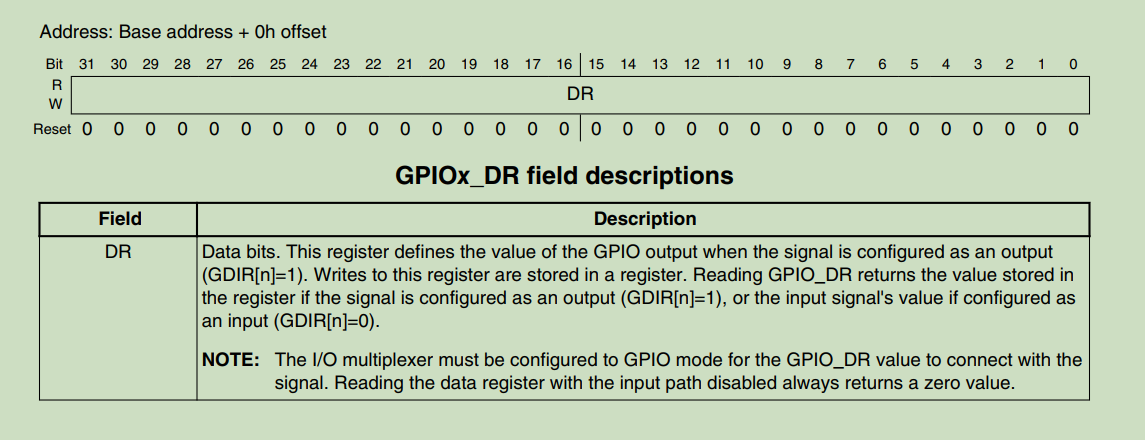 Address: Base address + 0h offset
Bit 31 30 29 28 27 26 25 24 23 22 21 20 19 18 17 16 15 14 13 12 11 10 9 8 7 6 5 4 3 2 1 0
R
DR
W
Reset 0 0 0 0 0 0 0 0 0 0 0 0 0 0 0 0 0 0 0 0 0 0 0 0 0 0 0 0 0 0 0 0
GPIOx_DR field descriptions
Field Description
DR Data bits. This register defines the value of the GPIO output when the signal is configured as an output
(GDIR[n]=1). Writes to this register are stored in a register. Reading GPIO_DR returns the value stored in
the register if the signal is configured as an output (GDIR[n]=1), or the input signal's value if configured as
an input (GDIR[n]=0).
NOTE: The I/O multiplexer must be configured to GPIO mode for the GPIO_DR value to connect with the
signal. Reading the data register with the input path disabled always returns a zero value.